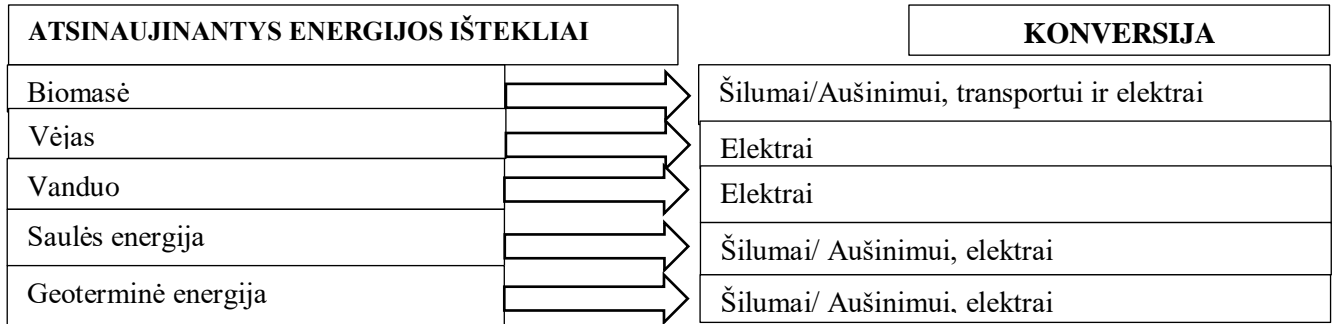 ATSINAUJINANTYS ENERGIJOS IŠTEKLIAI
KONVERSIJA
Biomasė
Šilumai/Aušinimui, transportui ir elektrai
Vėjas
Elektrai
Vanduo
Elektrai
Saulės energija
Šilumai/ Aušinimui, elektrai
Geoterminė energija
Šilumai/ Aušinimui, elektrai